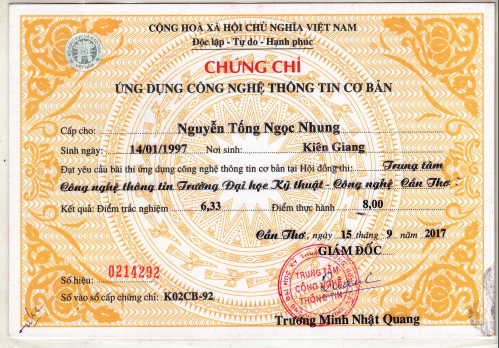 CỘNG HOÀ XÃ HỘI CHỦ NGHĨA VIỆT NAM
Độc lập - Tự do - Hạnh phúc
CHỨNG CHỈ
ỨNG DỤNG CÔNG NGHỆ THÔNG TIN CƠ BẢN
Cấp cho: Nguyễn Tống Ngọc Nhung
Sinh ngày: 14/01/1997 Nơi sinh: Kiên Giang
Đạt yêu cầu bài thi ứng dụng công nghệ thông tin cơ bản tại Hội đồng thi: Trung tâm
Công nghệ thông tin Trường Đại học Kỹ thuật - Công nghệ Cần Thơ
Kết quả: Điểm trắc nghiệm 6,33 Điểm thực hành 8,00
Cần Thơ, ngày 15 tháng 9 năm 2017
GIÁM ĐỐC
TRUNG TÂM
CÔNG NGHỆ
THÔNG TIN
Số hiệu: 0214292
Số vào sổ cấp chứng chỉ: K02CB-92
Trương Minh Nhật Quang